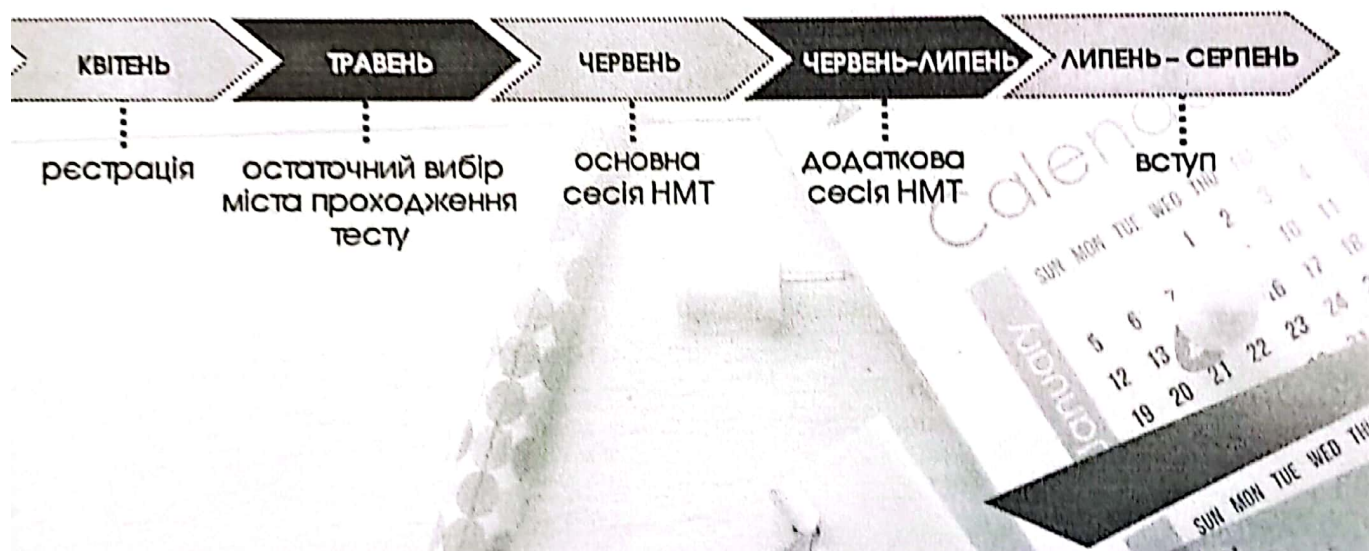 КВІТЕНЬ
ТРАВЕНЬ
ЧЕРВЕНЬ
ЧЕРВЕНЬ-ЛИПЕНЬ
ЛИПЕНЬ – СЕРПЕНЬ
реєстрація
остаточний вибір
міста проходження
тесту
основна
сесія НМТ
додаткова
сесія НМТ
вступ
Calend
SUN MON TUE WED THU
1 2 3 4
5 6 7 10 11
12 13 16 17 18
19 20 21 22 23 24
January
SUN MON TUE WED THU